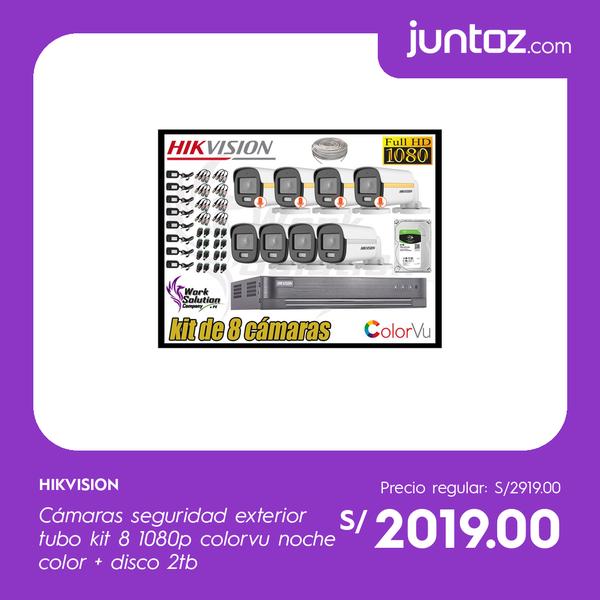 juntoz.com
HIKVISION
Full HD
1080
HIKVISION
Work
Solution
Company
kit de 8 cámaras
ColorVu
HIKVISION
Cámaras seguridad exterior
tubo kit 8 1080p colorvu noche
color + disco 2tb
Precio regular: S/2919.00
S/ 2019.00